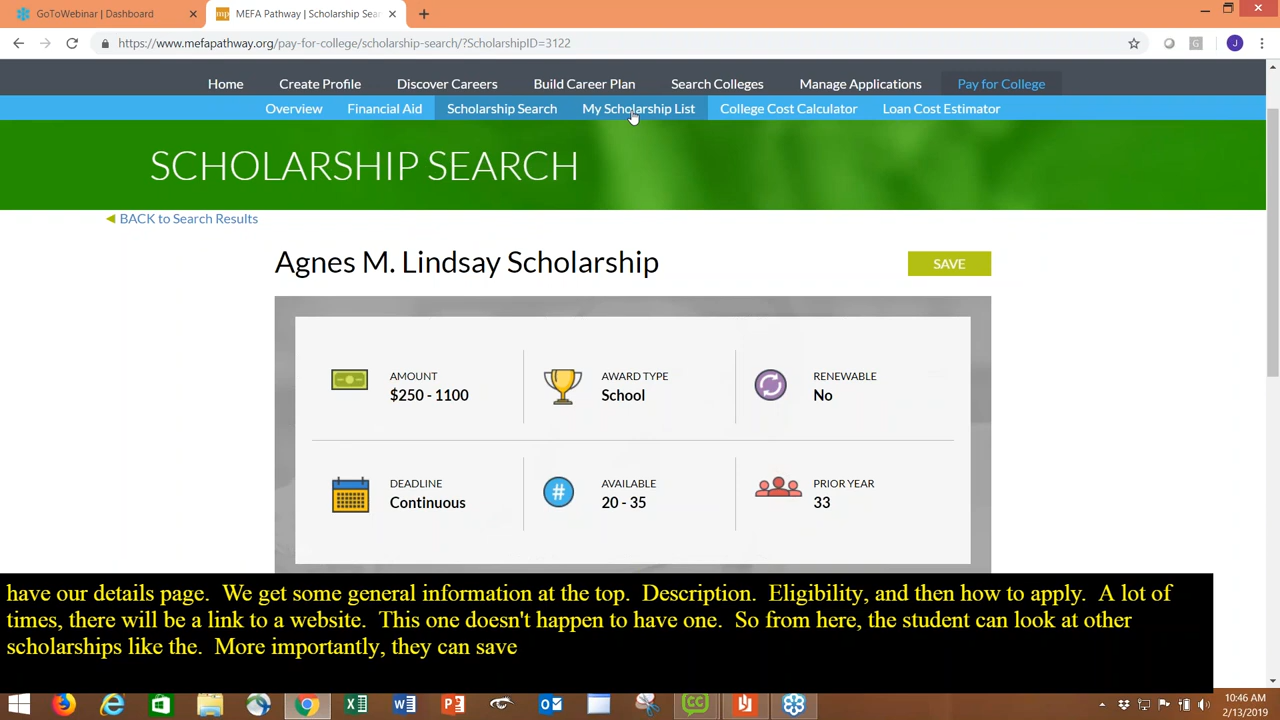 GoToWebinar | Dashboard
MEFA Pathway | Scholarship Sear
https://www.mefapathway.org/pay-for-college/scholarship-search/?ScholarshipID=3122
G
J
Home Create Profile Discover Careers Build Career Plan Search Colleges Manage Applications Pay for College
Overview Financial Aid Scholarship Search My Scholarship List College Cost Calculator Loan Cost Estimator
SCHOLARSHIP SEARCH
BACK to Search Results
Agnes M. Lindsay Scholarship
SAVE
AMOUNT
$250 - 1100
AWARD TYPE
School
RENEWABLE
No
DEADLINE
Continuous
#
AVAILABLE
20 - 35
PRIOR YEAR
33
have our details page. We get some general information at the top. Description. Eligibility, and then how to apply. A lot of
times, there will be a link to a website. This one doesn't happen to have one. So from here, the student can look at other
scholarships like the. More importantly, they can save
10:46 AM
2/13/2019